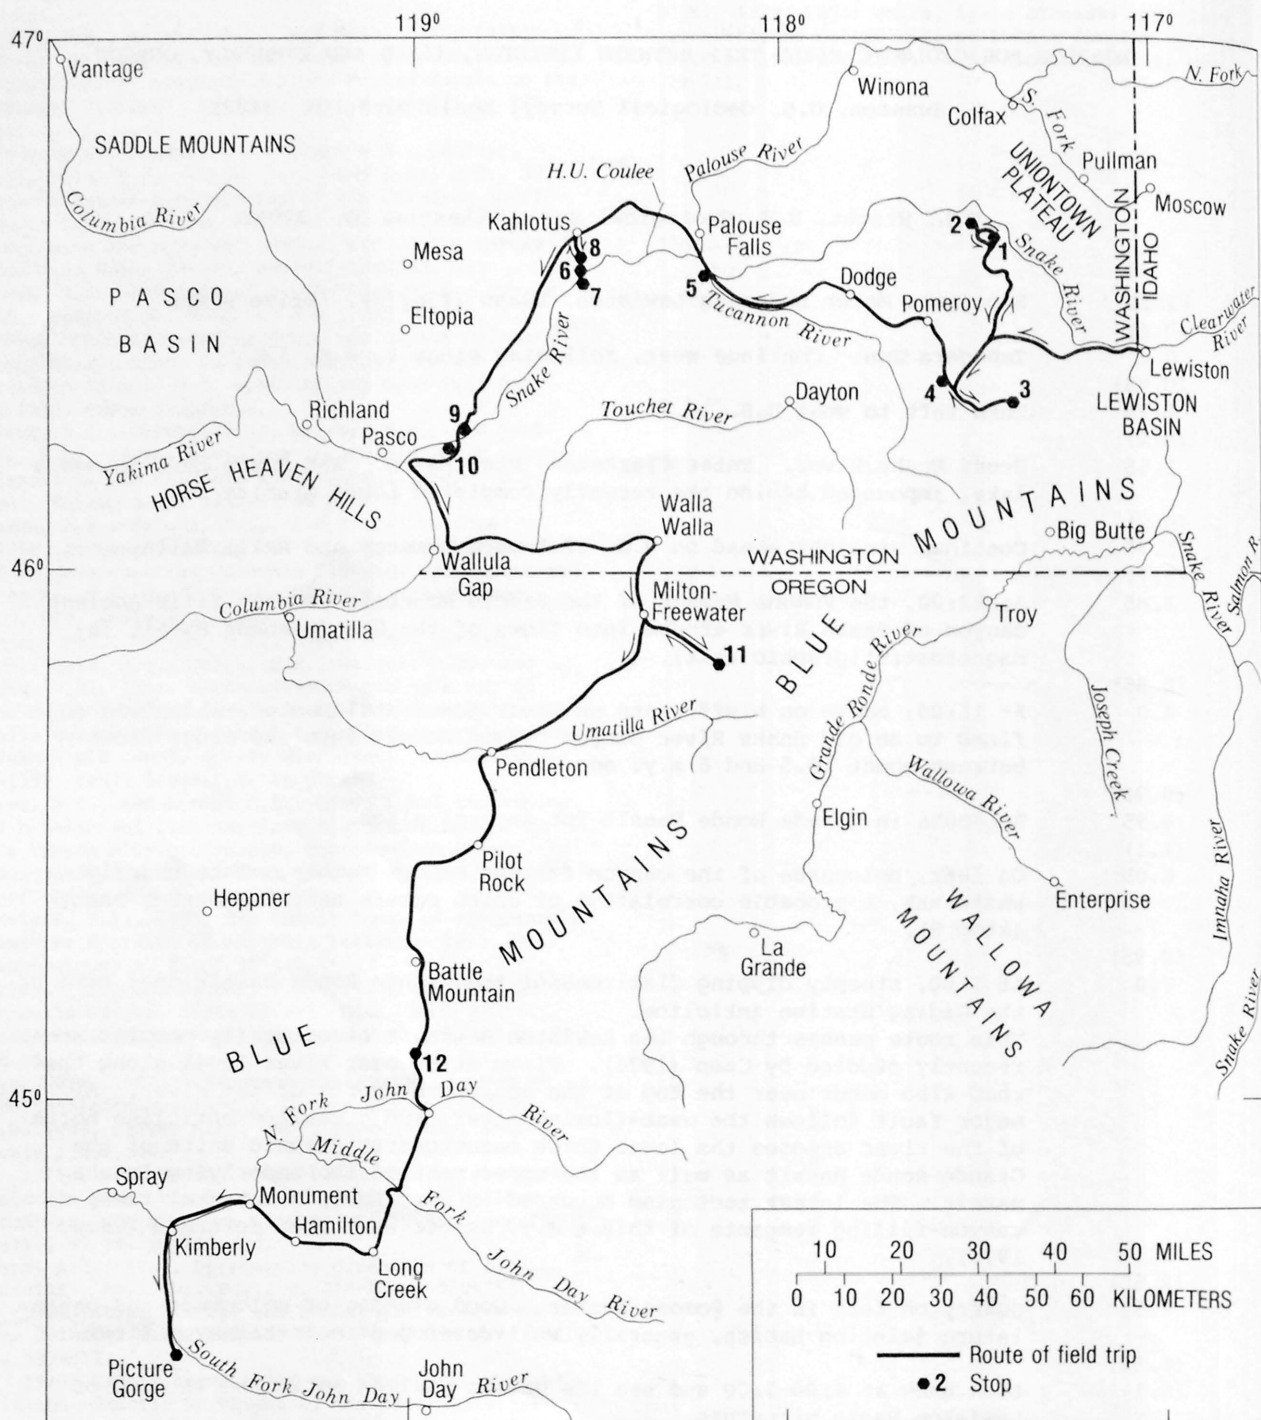 119°
118°
117°
47°
Vantage
Winona
N. Fork
Colfax
S. Fork
SADDLE MOUNTAINS
Palouse River
Pullman
H.U. Coulee
UNIONTOWN
PLATEAU
WASHINGTON
IDAHO
Moscow
Columbia River
Kahlotus
Palouse
Falls
2
1
Snake River
Mesa
8
6
7
5
Dodge
PASCO
BASIN
Eltopia
Tucannon River
Pomeroy
Clearwater
River
Lewiston
Snake River
Dayton
4
3
LEWISTON
BASIN
Richland
Touchet River
9
Pasco
10
Yakima River
HORSE HEAVEN HILLS
Walla
Walla
MOUNTAINS
Big Butte
Wallula
Gap
WASHINGTON
46°
OREGON
Snake River
Salmon R.
Columbia River
Milton-
Freewater
Umatilla
Troy
BLUE
11
Grande Ronde River
Joseph Creek
Umatilla River
Pendleton
Wallowa River
Elgin
MOUNTAINS
Pilot
Rock
Imnaha River
Heppner
Enterprise
WALLOWA
MOUNTAINS
La
Grande
Battle
Mountain
Snake River
BLUE
12
45°
N. Fork John Day River
Middle Fork John Day River
Spray
Monument
Hamilton
Kimberly
Long
Creek
10 20 30 40 50 MILES
10 20 30 40 50 60 KILOMETERS
Picture
Gorge
South Fork John Day River
John
Day
Route of field trip
2 Stop